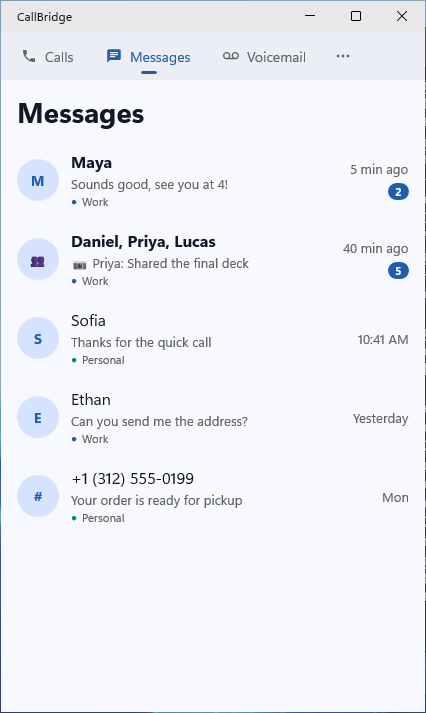 CallBridge
Calls
Messages
Voicemail
Messages
M
Maya
Sounds good, see you at 4!
• Work
5 min ago
2
Daniel, Priya, Lucas
📷 Priya: Shared the final deck
• Work
40 min ago
5
S
Sofia
Thanks for the quick call
• Personal
10:41 AM
E
Ethan
Can you send me the address?
• Work
Yesterday
#
+1 (312) 555-0199
Your order is ready for pickup
• Personal
Mon